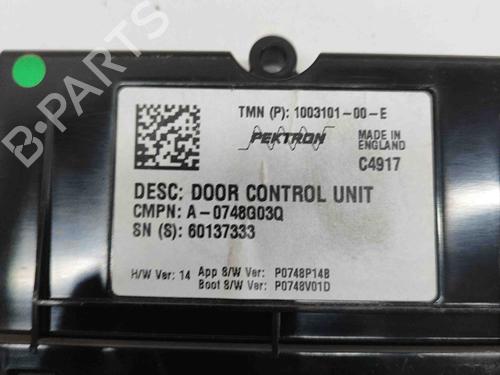 TMN (P): 1003101-00-E
PEKTRON
MADE IN
ENGLAND
C4917
DESC: DOOR CONTROL UNIT
CMPN: A-0748G03Q
SN (S): 60137333
H/W Ver: 14 App S/W Ver: P0748P14B
Boot S/W Ver: P0748V01D
B-PARTS